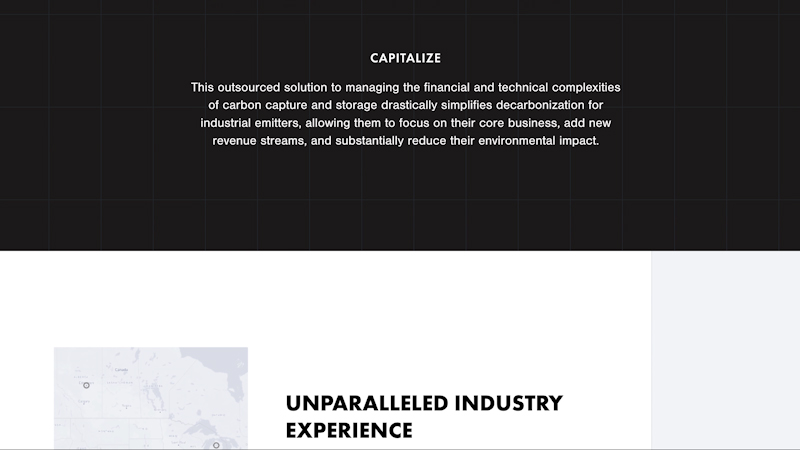 CAPITALIZE
This outsourced solution to managing the financial and technical complexities
of carbon capture and storage drastically simplifies decarbonization for
industrial emitters, allowing them to focus on their core business, add new
revenue streams, and substantially reduce their environmental impact.
Canada
UNPARALLELED INDUSTRY
EXPERIENCE